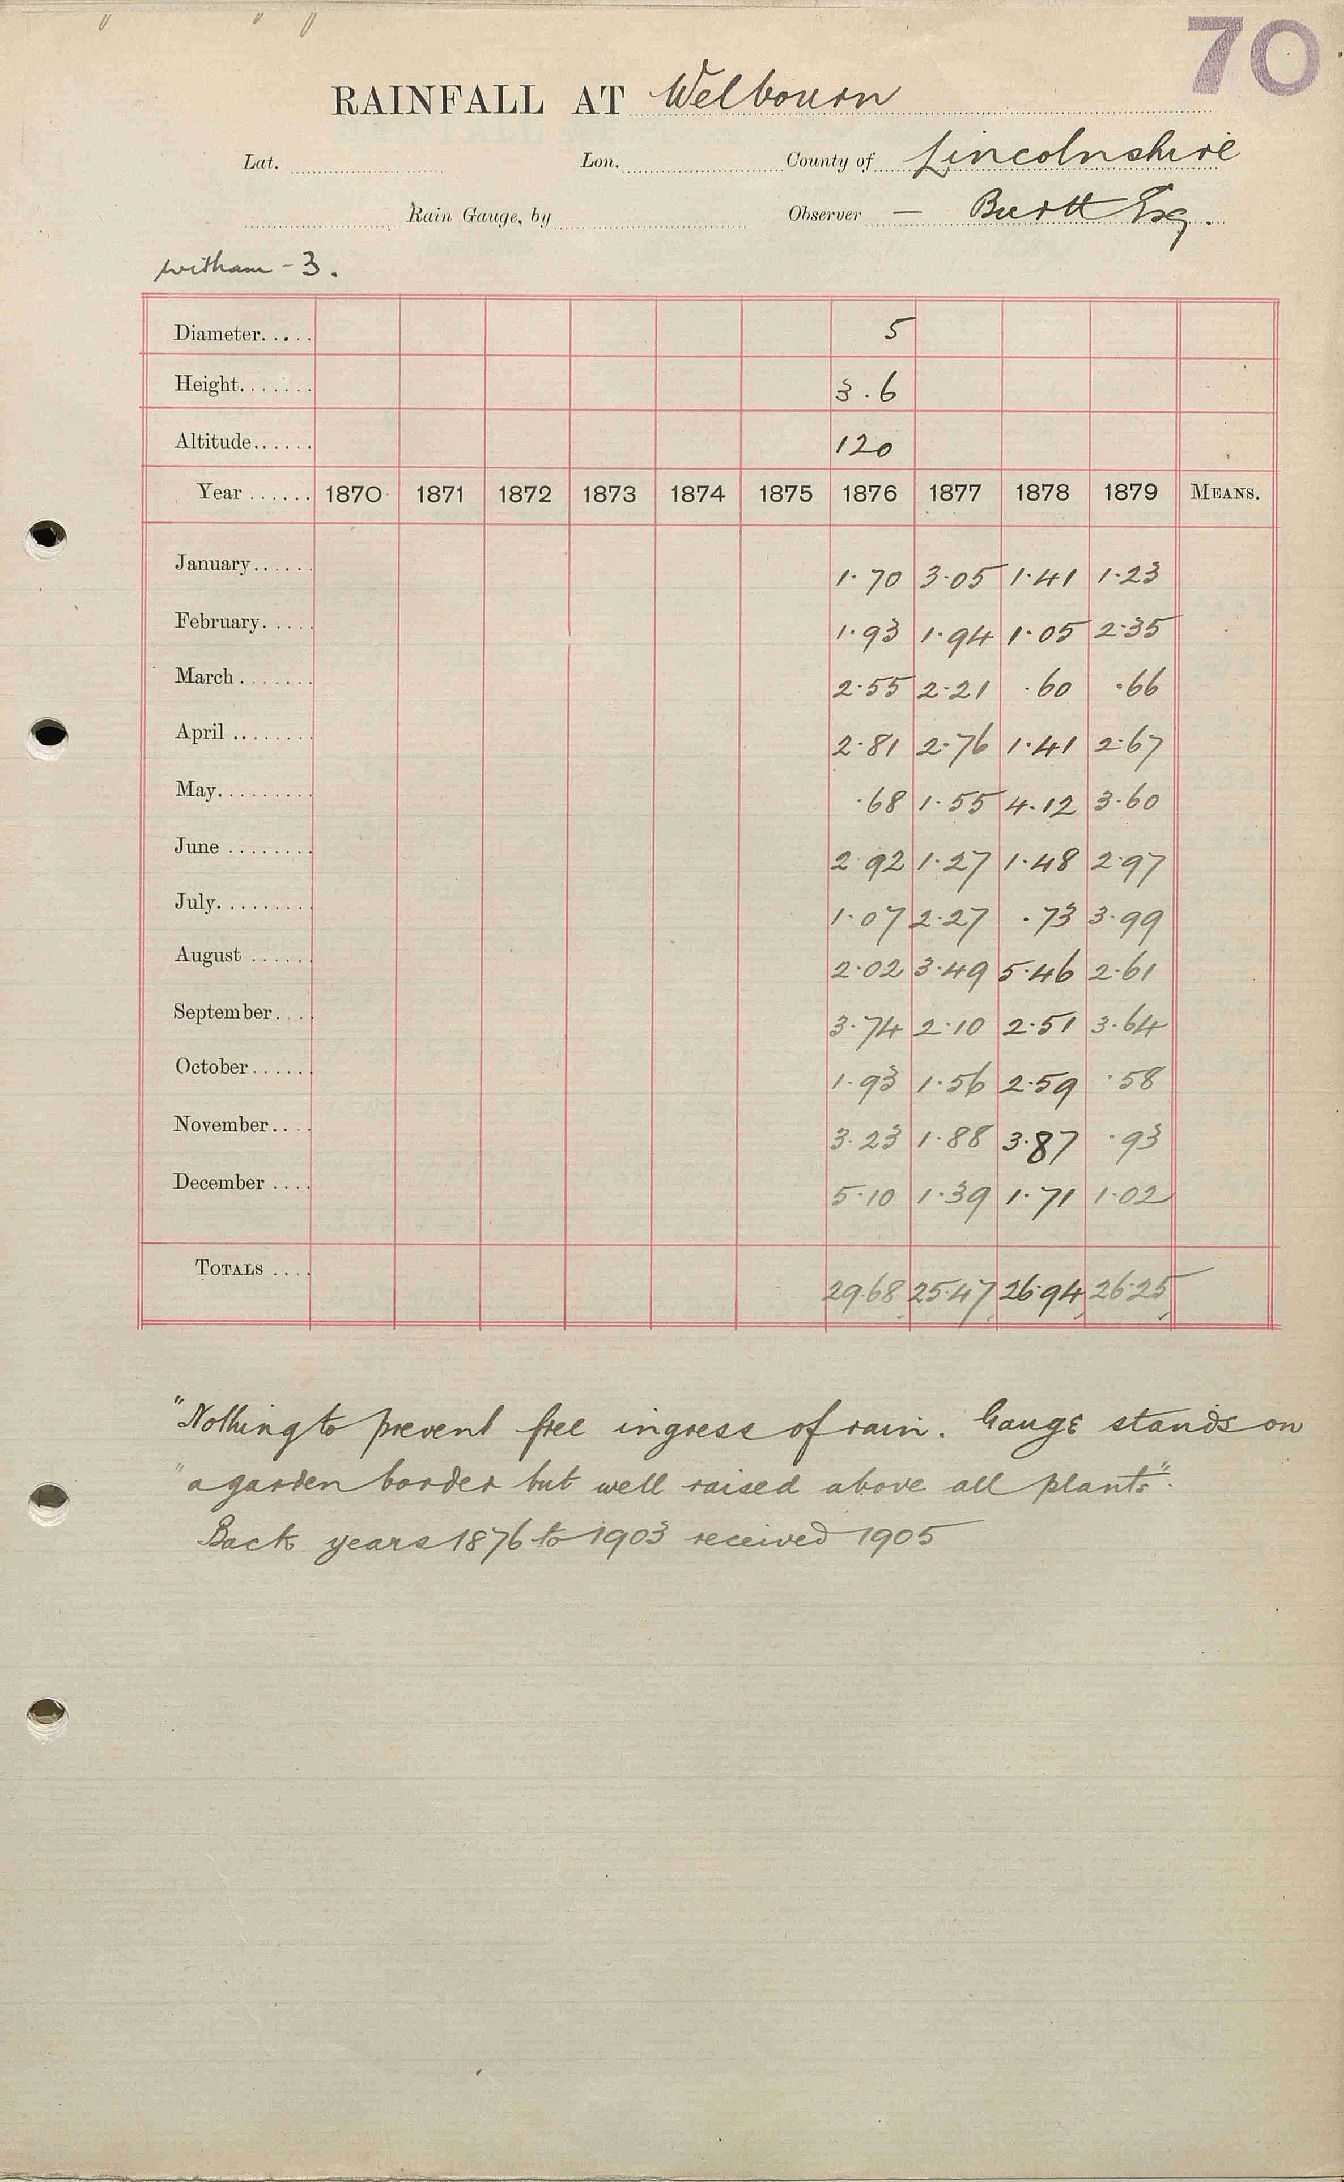 70
RAINFALL AT Welbourn
Lat. Lon. County of Lincolnshire
Rain Gauge, by Observer — Burtt Esq.
Witham - 3.
Diameter..... 5
Height....... 3.6
Altitude...... 120
Year ...... 1870 1871 1872 1873 1874 1875 1876 1877 1878 1879 MEANS.
January...... 1.70 3.05 1.41 1.23
February..... 1.93 1.94 1.05 2.35
March ....... 2.55 2.21 .60 .66
April ........ 2.81 2.76 1.41 2.67
May......... .68 1.55 4.12 3.60
June ........ 2.92 1.27 1.48 2.97
July......... 1.07 2.27 .73 3.99
August ...... 2.02 3.49 5.46 2.61
September.... 3.74 2.10 2.51 3.64
October...... 1.93 1.56 2.59 .58
November.... 3.23 1.88 3.87 .93
December .... 5.10 1.39 1.71 1.02
TOTALS .... 29.68 25.47 26.94 26.25
"Nothing to prevent free ingress of rain. Gauge stands on
"a garden border but well raised above all plants".
Back years 1876 to 1903 received 1905